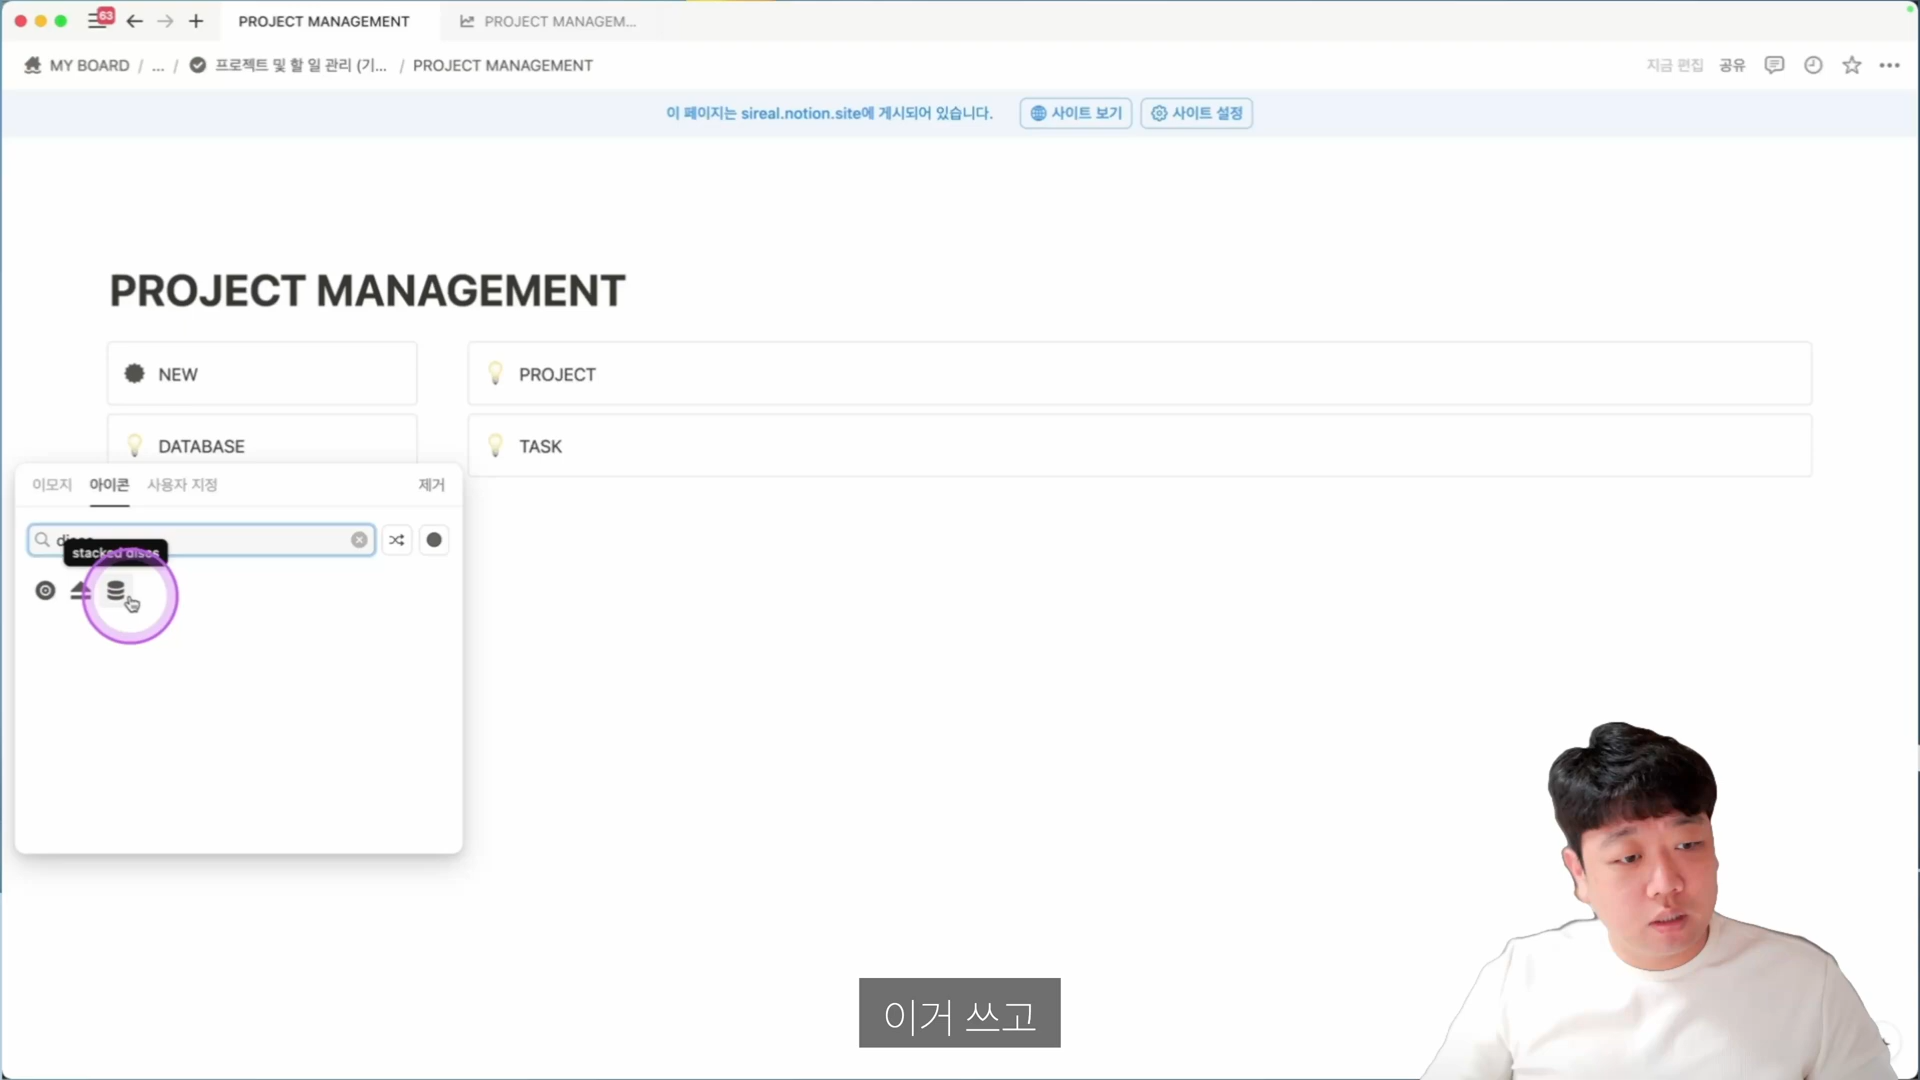 63
PROJECT MANAGEMENT
PROJECT MANAGEM...
MY BOARD / ... / 프로젝트 및 할 일 관리 (기... / PROJECT MANAGEMENT
지금 편집 공유
이 페이지는 sireal.notion.site에 게시되어 있습니다.
사이트 보기
사이트 설정
PROJECT MANAGEMENT
NEW
PROJECT
DATABASE
TASK
이모지 아이콘 사용자 지정 제거
stacked discs
이거 쓰고